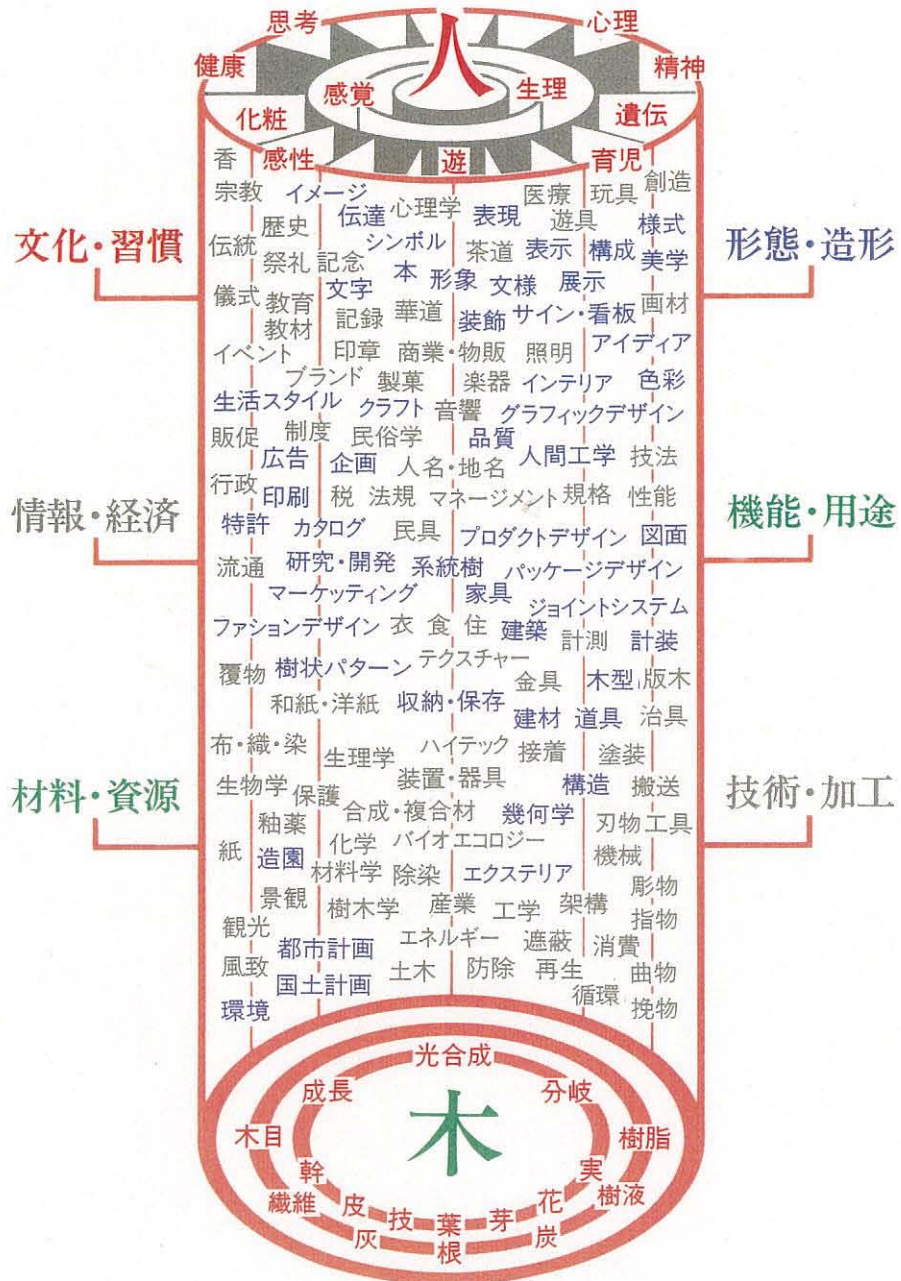 思考 人 心理
健康 精神
感覚 生理
化粧 遺伝
感性 遊 育児
香
宗教 イメージ 医療 玩具 創造
伝達 心理学 表現 遊具
歴史 様式
文化・習慣 形態・造形
伝統 シンボル 茶道 表示 構成 美学
祭礼 記念
本 形象 文様 展示
文字
儀式 教育 画材
記録 華道 装飾 サイン・看板
教材
イベント 印章 商業・物販 照明 アイディア
ブランド 製菓 楽器 インテリア 色彩
生活スタイル クラフト 音響 グラフィックデザイン
販促 制度 民俗学 品質
広告 企画 人名・地名 人間工学 技法
行政
印刷 税 法規 マネージメント 規格 性能
情報・経済 機能・用途
特許 カタログ 民具 プロダクトデザイン 図面
流通 研究・開発 系統樹 パッケージデザイン
マーケッティング 家具 ジョイントシステム
ファションデザイン 衣 食 住 建築 計測 計装
覆物 樹状パターン テクスチャー
金具 木型 版木
和紙・洋紙 収納・保存
建材 道具 治具
布・織・染 生理学 ハイテック 接着 塗装
生物学 保護 装置・器具 構造 搬送
材料・資源 技術・加工
合成・複合材 幾何学
釉薬 刃物 工具
紙 造園 化学 バイオエコロジー 機械
材料学 除染 エクステリア
景観 彫物
樹木学 産業 工学 架構
観光 指物
都市計画 エネルギー 遮蔽 消費
風致 土木 防除 再生 曲物
国土計画
環境 循環 挽物
光合成
成長 分岐
木
木目 樹脂
幹 実
繊維 樹液
皮 技 葉 芽 花
灰 根 炭